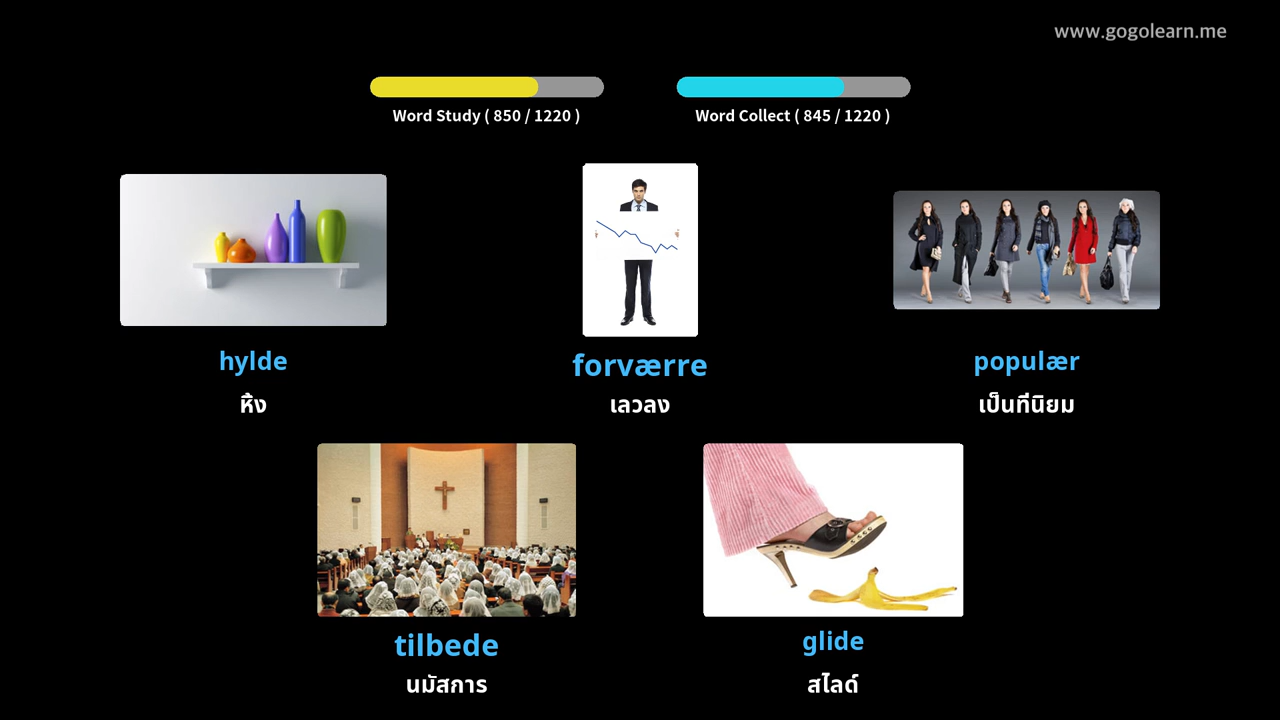 www.gogolearn.me
Word Study ( 850 / 1220 )
Word Collect ( 845 / 1220 )
hylde
forværre
populær
หิ้ง
เลวลง
เป็นที่นิยม
tilbede
glide
นมัสการ
สไลด์